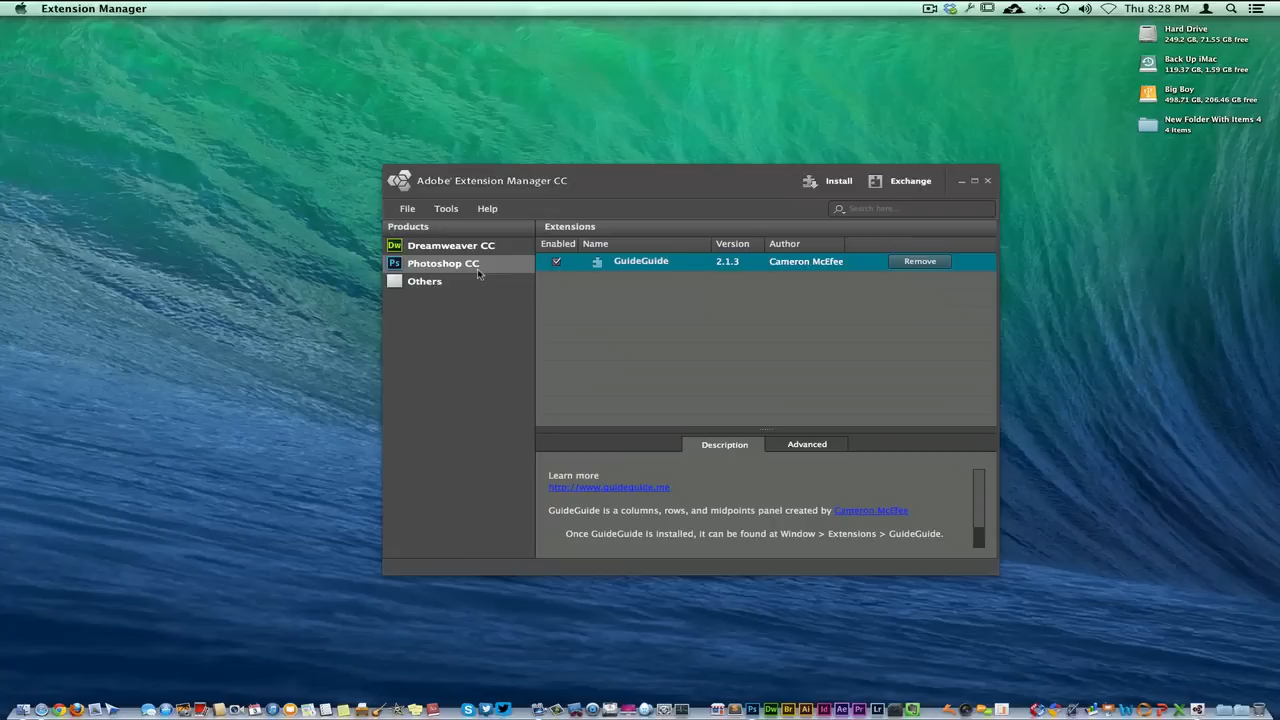 Extension Manager
Thu 8:28 PM
Hard Drive
249.2 GB, 71.55 GB free
Back Up iMac
119.37 GB, 1.59 GB free
Big Boy
498.71 GB, 206.46 GB free
New Folder With Items 4
4 items
Adobe® Extension Manager CC
Install
Exchange
File
Tools
Help
Search here...
Products
Extensions
Dreamweaver CC
Photoshop CC
Others
Enabled
Name
Version
Author
GuideGuide
2.1.3
Cameron McEfee
Remove
Description
Advanced
Learn more
http://www.guideguide.me
GuideGuide is a columns, rows, and midpoints panel created by Cameron McEfee
Once GuideGuide is installed, it can be found at Window > Extensions > GuideGuide.